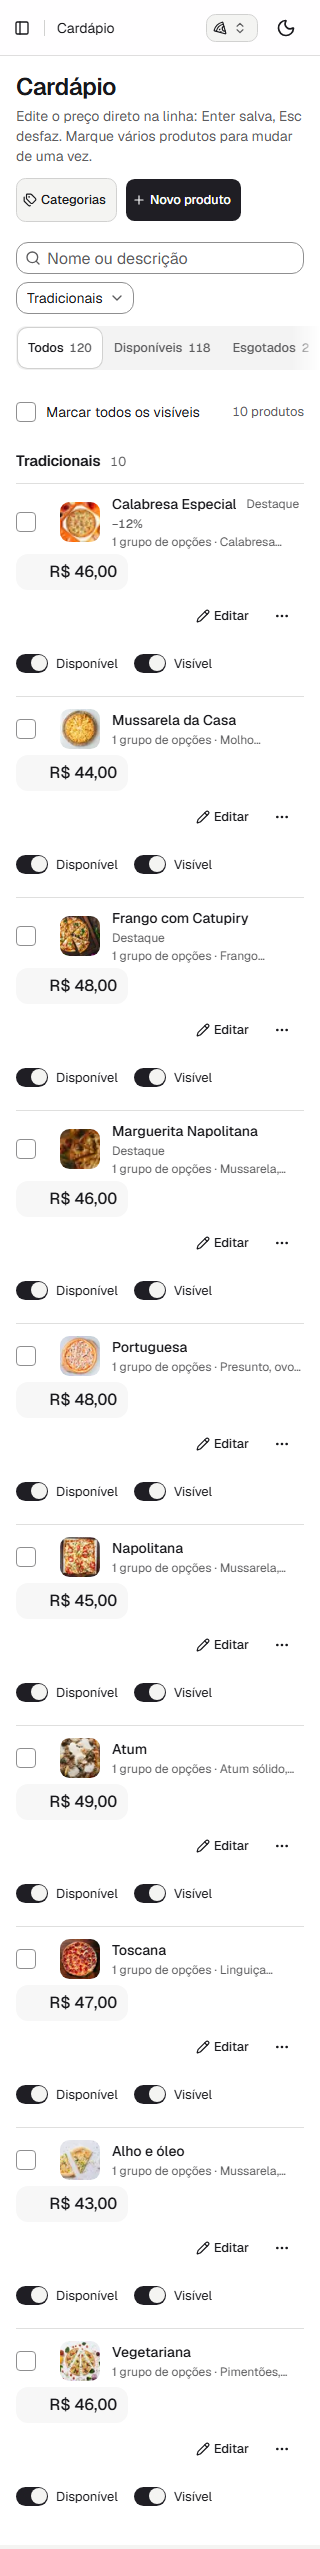 Cardápio
Cardápio
Edite o preço direto na linha: Enter salva, Esc
desfaz. Marque vários produtos para mudar
de uma vez.
Categorias
Novo produto
Nome ou descrição
Tradicionais
Todos 120 Disponíveis 118 Esgotados 2
Marcar todos os visíveis 10 produtos
Tradicionais 10
Calabresa Especial Destaque
−12%
1 grupo de opções · Calabresa...
R$ 46,00
Editar
Disponível Visível
Mussarela da Casa
1 grupo de opções · Molho...
R$ 44,00
Editar
Disponível Visível
Frango com Catupiry
Destaque
1 grupo de opções · Frango...
R$ 48,00
Editar
Disponível Visível
Marguerita Napolitana
Destaque
1 grupo de opções · Mussarela,...
R$ 46,00
Editar
Disponível Visível
Portuguesa
1 grupo de opções · Presunto, ovo...
R$ 48,00
Editar
Disponível Visível
Napolitana
1 grupo de opções · Mussarela,...
R$ 45,00
Editar
Disponível Visível
Atum
1 grupo de opções · Atum sólido,...
R$ 49,00
Editar
Disponível Visível
Toscana
1 grupo de opções · Linguiça...
R$ 47,00
Editar
Disponível Visível
Alho e óleo
1 grupo de opções · Mussarela,...
R$ 43,00
Editar
Disponível Visível
Vegetariana
1 grupo de opções · Pimentões,...
R$ 46,00
Editar
Disponível Visível